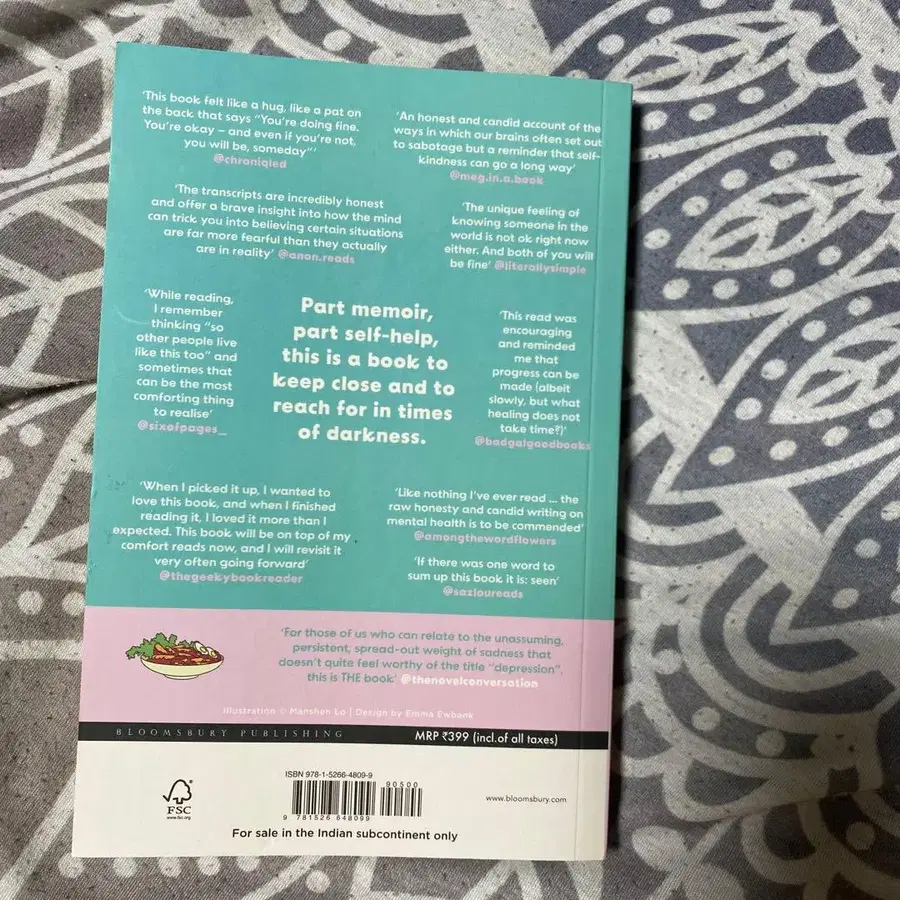 'This book felt like a hug, like a pat on
the back that says "You're doing fine.
You're okay – and even if you're not,
you will be, someday"'
@chroniqled
'An honest and candid account of the
ways in which our brains often set out
to sabotage but a reminder that self-
kindness can go a long way'
@meg.in.a.book
'The transcripts are incredibly honest
and offer a brave insight into how the mind
can trick you into believing certain situations
are far more fearful than they actually
are in reality' @anon.reads
'The unique feeling of
knowing someone in the
world is not ok right now
either. And both of you will
be fine' @literallysimple
'While reading,
I remember
thinking "so
other people live
like this too" and
sometimes that
can be the most
comforting thing
to realise'
@sixofpages_
Part memoir,
part self-help,
this is a book to
keep close and to
reach for in times
of darkness.
'This read was
encouraging
and reminded
me that
progress can be
made (albeit
slowly, but what
healing does not
take time?)'
@badgalgoodbooks
'When I picked it up, I wanted to
love this book, and when I finished
reading it, I loved it more than I
expected. This book will be on top of my
comfort reads now, and I will revisit it
very often going forward'
@thegeekybookreader
'Like nothing I've ever read ... the
raw honesty and candid writing on
mental health is to be commended'
@amongthewordflowers
'If there was one word to
sum up this book it is: seen'
@sazloureads
'For those of us who can relate to the unassuming,
persistent, spread-out weight of sadness that
doesn't quite feel worthy of the title "depression",
this is THE book' @thenovelconversation
Illustration © Manshen Lo | Design by Emma Ewbank
BLOOMSBURY PUBLISHING
MRP ₹399 (incl.of all taxes)
FSC
www.fsc.org
ISBN 978-1-5266-4809-9
90500
9 781526 648099
www.bloomsbury.com
For sale in the Indian subcontinent only